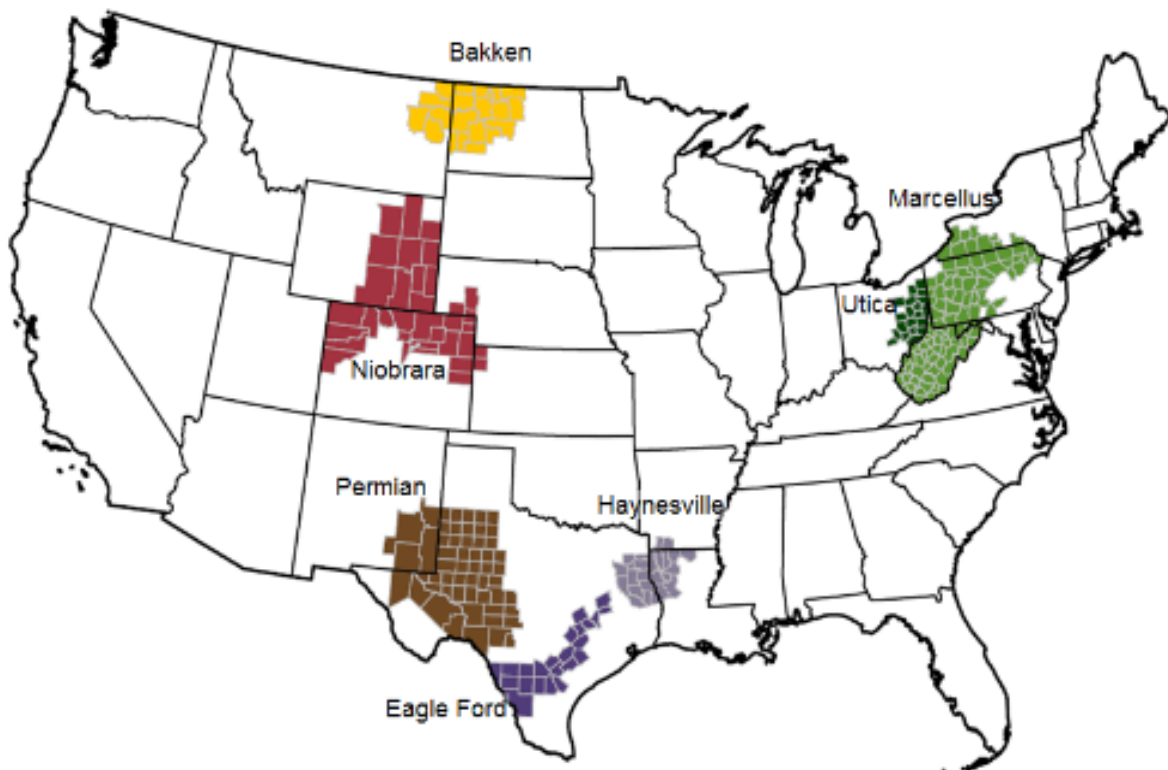 Bakken
Marcellus
Utica
Niobrara
Permian
Haynesville
Eagle Ford